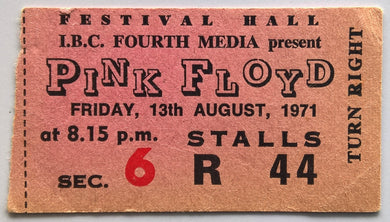 FESTIVAL HALL
I.B.C. FOURTH MEDIA present
PINK FLOYD
FRIDAY, 13th AUGUST, 1971
at 8.15 p.m. STALLS
SEC. 6 R 44
TURN RIGHT